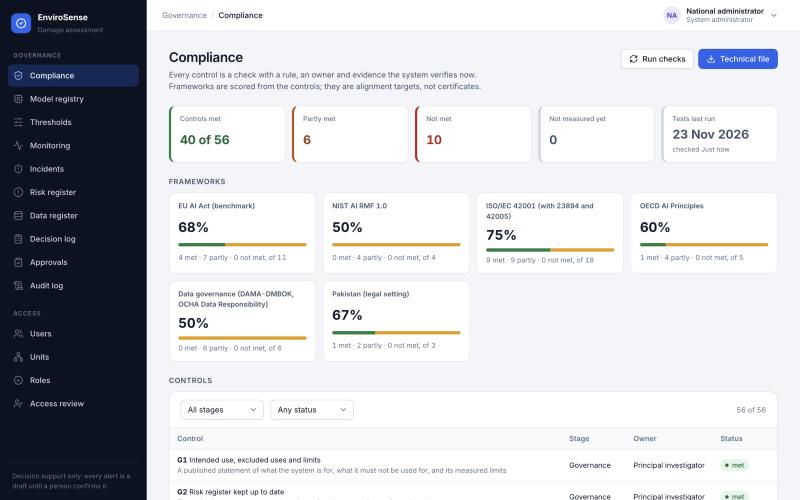 EnviroSense
Damage assessment
GOVERNANCE
Compliance
Model registry
Thresholds
Monitoring
Incidents
Risk register
Data register
Decision log
Approvals
Audit log
ACCESS
Users
Units
Roles
Access review
Decision support only: every alert is a
draft until a person confirms it.
Governance / Compliance
NA
National administrator
System administrator
Compliance
Every control is a check with a rule, an owner and evidence the system verifies now.
Frameworks are scored from the controls; they are alignment targets, not certificates.
Run checks
Technical file
Controls met
40 of 56
Partly met
6
Not met
10
Not measured yet
0
Tests last run
23 Nov 2026
checked Just now
FRAMEWORKS
EU AI Act (benchmark)
68%
4 met · 7 partly · 0 not met, of 11
NIST AI RMF 1.0
50%
0 met · 4 partly · 0 not met, of 4
ISO/IEC 42001 (with 23894 and
42005)
75%
9 met · 9 partly · 0 not met, of 18
OECD AI Principles
60%
1 met · 4 partly · 0 not met, of 5
Data governance (DAMA-DMBOK,
OCHA Data Responsibility)
50%
0 met · 6 partly · 0 not met, of 6
Pakistan (legal setting)
67%
1 met · 2 partly · 0 not met, of 3
CONTROLS
All stages
Any status
56 of 56
Control Stage Owner Status
G1 Intended use, excluded uses and limits
A published statement of what the system is for, what it must not be used for, and its measured limits
Governance Principal investigator met
G2 Risk register kept up to date
Governance Principal investigator met